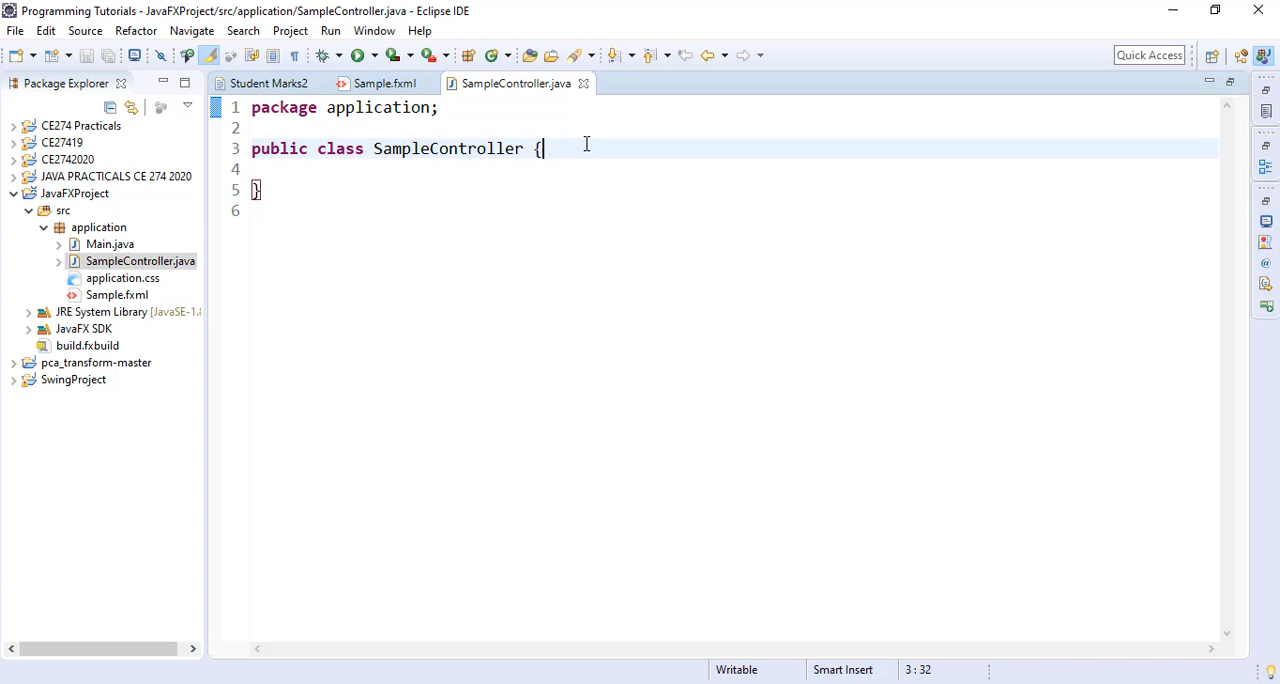 Programming Tutorials - JavaFXProject/src/application/SampleController.java - Eclipse IDE
File Edit Source Refactor Navigate Search Project Run Window Help
Quick Access
Package Explorer
Student Marks2 Sample.fxml SampleController.java
CE274 Practicals
CE27419
CE2742020
JAVA PRACTICALS CE 274 2020
JavaFXProject
src
application
Main.java
SampleController.java
application.css
Sample.fxml
JRE System Library [JavaSE-1.8
JavaFX SDK
build.fxbuild
pca_transform-master
SwingProject
1 package application;
2
3 public class SampleController {
4
5 }
6
Writable Smart Insert 3 : 32